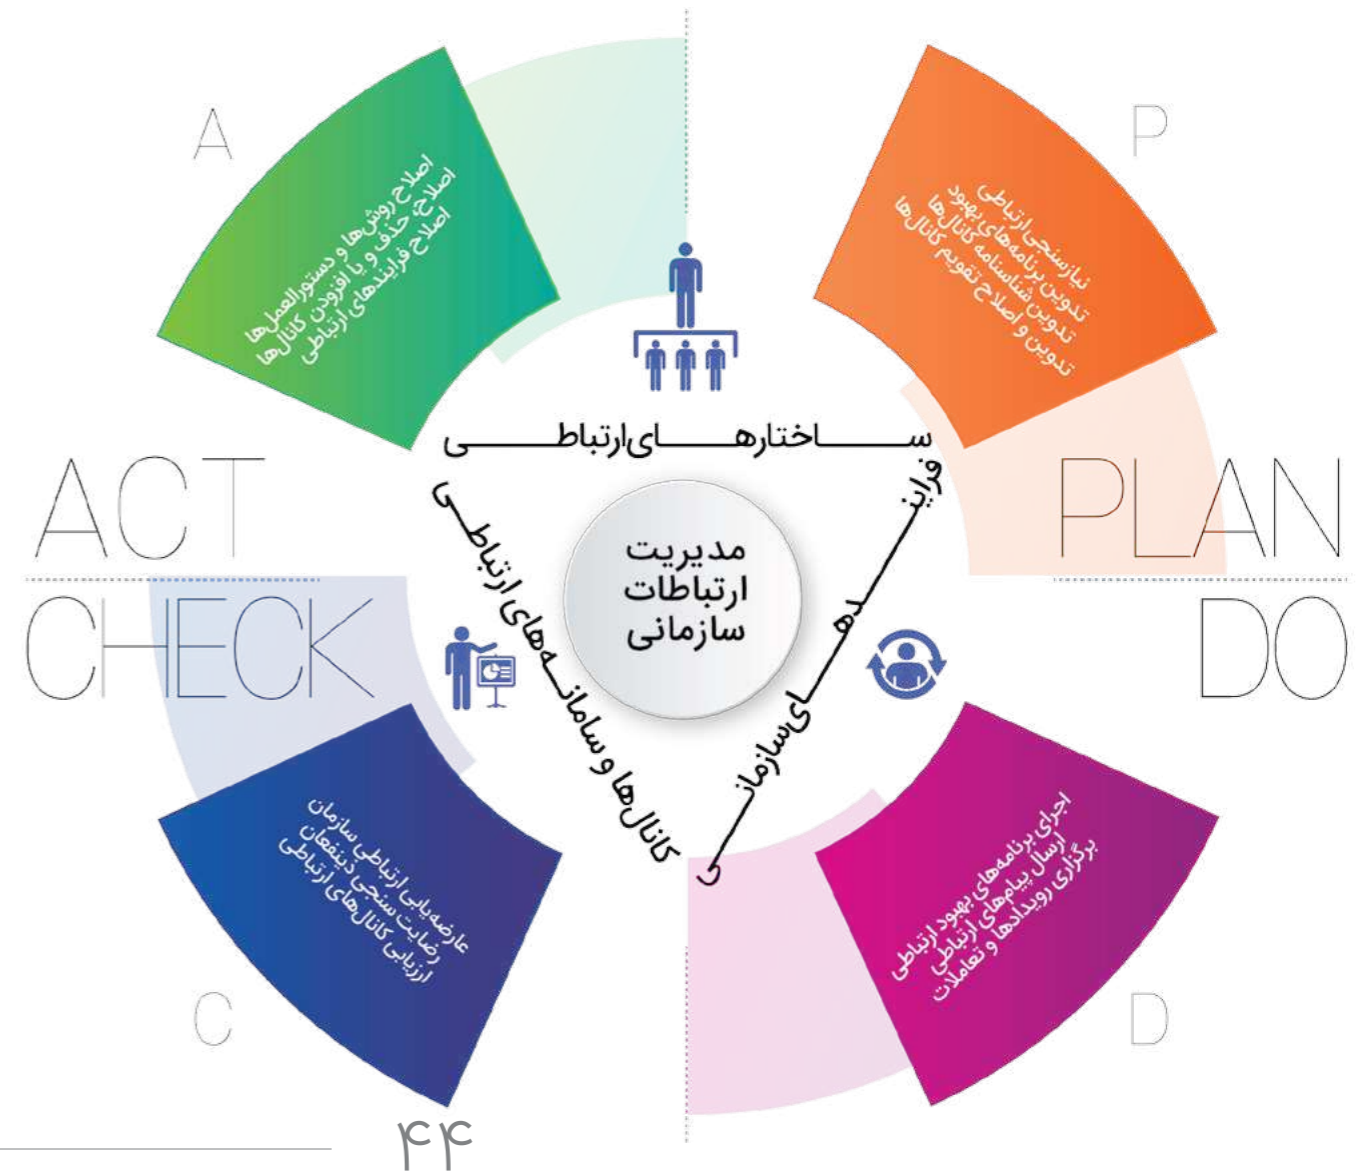 A
P
اصلاح روش‌ها و دستورالعمل‌ها
اصلاح، حذف و یا افزودن کانال‌ها
اصلاح فرایندهای ارتباطی
نیازسنجی ارتباطی
تدوین برنامه‌های بهبود
تدوین شناسنامه کانال‌ها
تدوین و اصلاح تقویم کانال‌ها
ساختارهای ارتباطی
فرایندهای سازمانی
کانال‌ها و سامانه‌های ارتباطی
مدیریت
ارتباطات
سازمانی
ACT
PLAN
CHECK
DO
عارضه‌یابی ارتباطی سازمان
رضایت سنجی ذینفعان
ارزیابی کانال‌های ارتباطی
اجرای برنامه‌های بهبود ارتباطی
ارسال پیام‌های ارتباطی
برگزاری رویدادها و تعاملات
C
D
۴۴